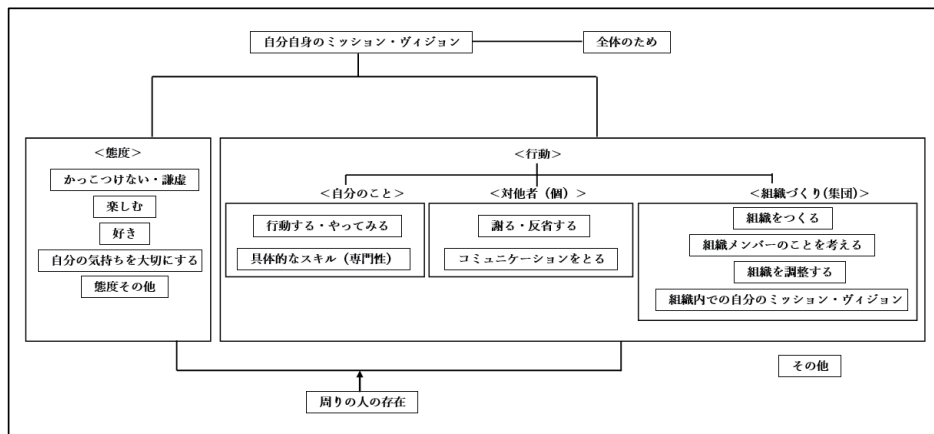 自分自身のミッション・ヴィジョン
全体のため
＜態度＞
かっこつけない・謙虚
楽しむ
好き
自分の気持ちを大切にする
態度その他
＜行動＞
＜自分のこと＞
行動する・やってみる
具体的なスキル（専門性）
＜対他者（個）＞
謝る・反省する
コミュニケーションをとる
＜組織づくり(集団)＞
組織をつくる
組織メンバーのことを考える
組織を調整する
組織内での自分のミッション・ヴィジョン
その他
周りの人の存在